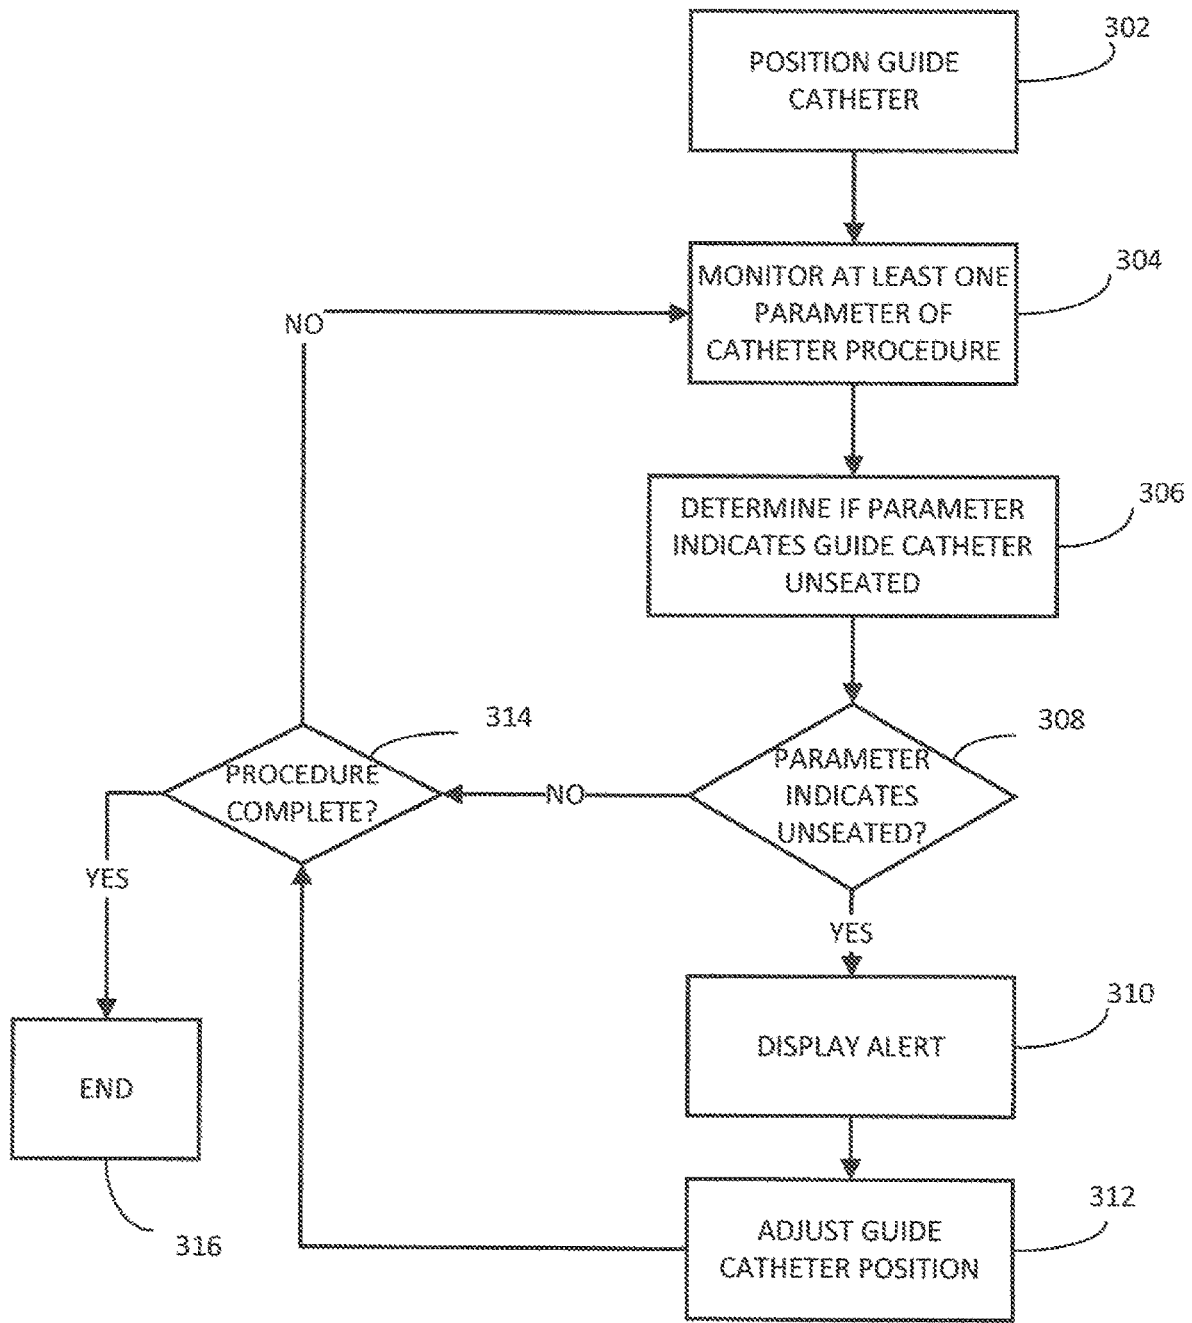 302
POSITION GUIDE
CATHETER
304
MONITOR AT LEAST ONE
PARAMETER OF
CATHETER PROCEDURE
NO
306
DETERMINE IF PARAMETER
INDICATES GUIDE CATHETER
UNSEATED
308
PARAMETER
INDICATES
UNSEATED?
NO
314
PROCEDURE
COMPLETE?
YES
YES
310
DISPLAY ALERT
END
316
312
ADJUST GUIDE
CATHETER POSITION